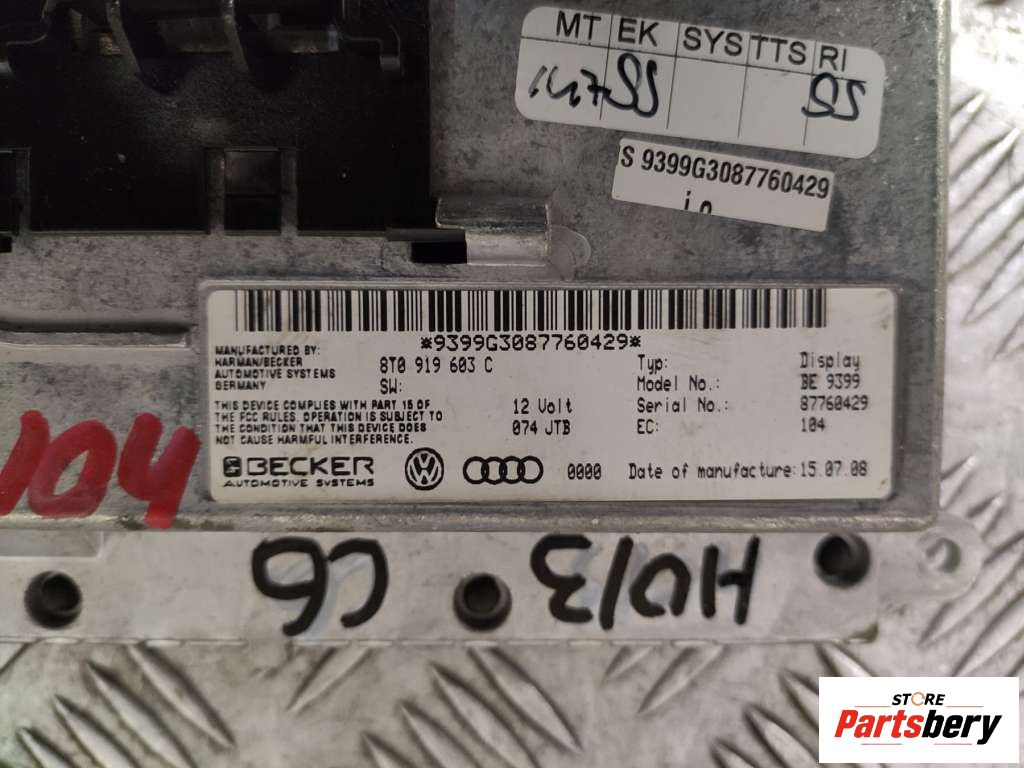 MT EK SYS TTS RI
S 9399G3087760429
*9399G3087760429*
MANUFACTURED BY:
HARMAN/BECKER
AUTOMOTIVE SYSTEMS
GERMANY
8T0 919 603 C
SW:
Typ: Display
Model No.: BE 9399
Serial No.: 87760429
EC: 104
THIS DEVICE COMPLIES WITH PART 15 OF
THE FCC RULES. OPERATION IS SUBJECT TO
THE CONDITION THAT THIS DEVICE DOES
NOT CAUSE HARMFUL INTERFERENCE.
12 Volt
074 JTB
BECKER
AUTOMOTIVE SYSTEMS
0000 Date of manufacture: 15.07.08
H0/3 C6
STORE
Partsbery